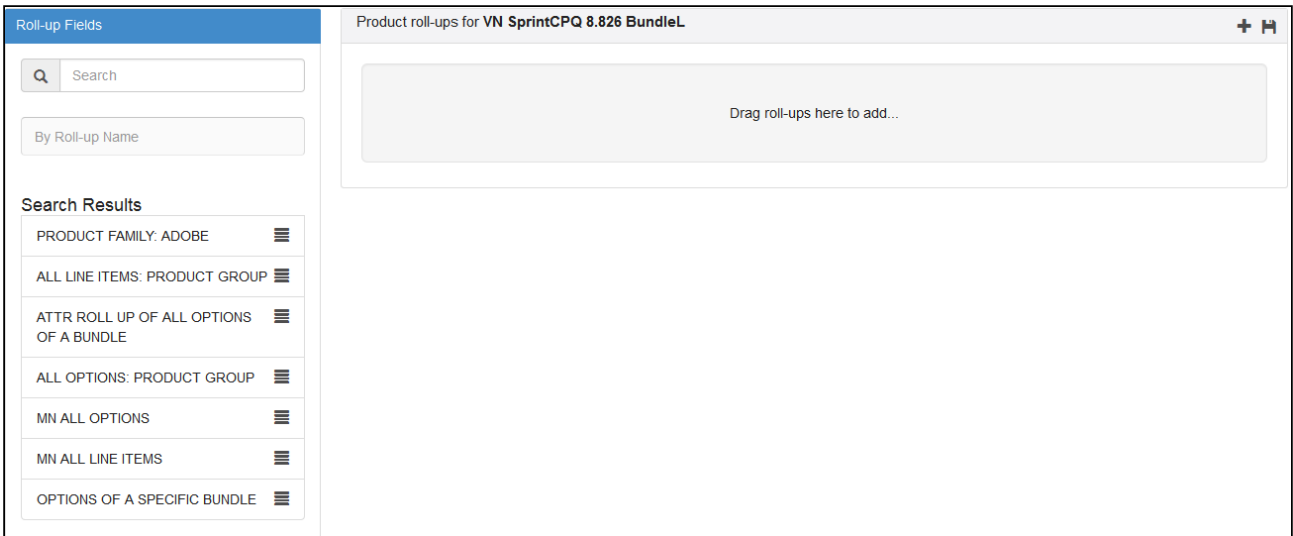 Roll-up Fields
Search
By Roll-up Name
Search Results
PRODUCT FAMILY: ADOBE
ALL LINE ITEMS: PRODUCT GROUP
ATTR ROLL UP OF ALL OPTIONS
OF A BUNDLE
ALL OPTIONS: PRODUCT GROUP
MN ALL OPTIONS
MN ALL LINE ITEMS
OPTIONS OF A SPECIFIC BUNDLE
Product roll-ups for VN SprintCPQ 8.826 BundleL
Drag roll-ups here to add...